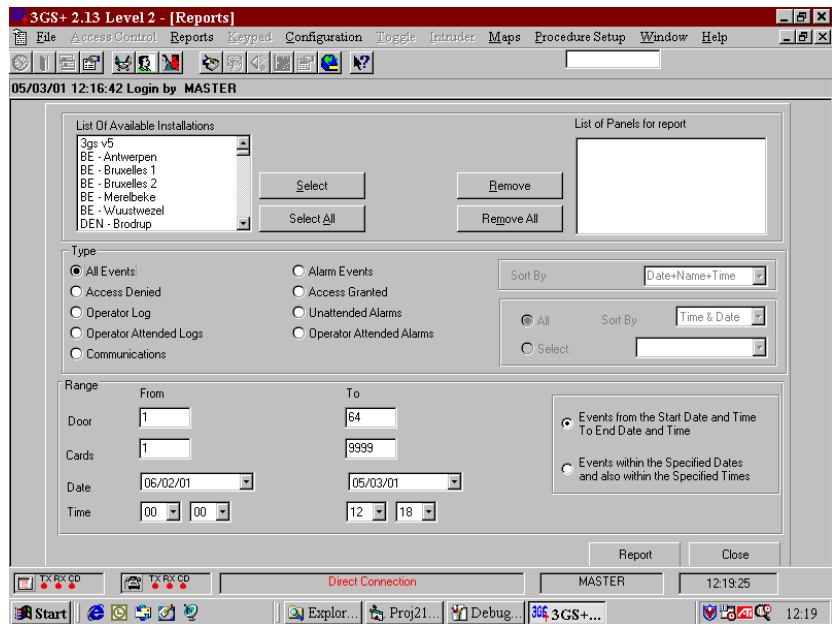 3GS+ 2.13 Level 2 - [Reports]
File Access Control Reports Keypad Configuration Toggle Intruder Maps Procedure Setup Window Help
05/03/01 12:16:42 Login by MASTER
List Of Available Installations
List of Panels for report
3gs v5
BE - Antwerpen
BE - Bruxelles 1
BE - Bruxelles 2
BE - Merelbeke
BE - Wuustwezel
DEN - Brodrup
Select
Remove
Select All
Remove All
Type
All Events
Alarm Events
Access Denied
Access Granted
Operator Log
Unattended Alarms
Operator Attended Logs
Operator Attended Alarms
Communications
Sort By Date+Name+Time
All Sort By Time & Date
Select
Range
From To
Door 1 64
Cards 1 9999
Date 06/02/01 05/03/01
Time 00 00 12 18
Events from the Start Date and Time
To End Date and Time
Events within the Specified Dates
and also within the Specified Times
Report Close
TX RX CD TX RX CD Direct Connection MASTER 12:19:25
Start Explor... Proj21... Debug... 3GS+... 12:19